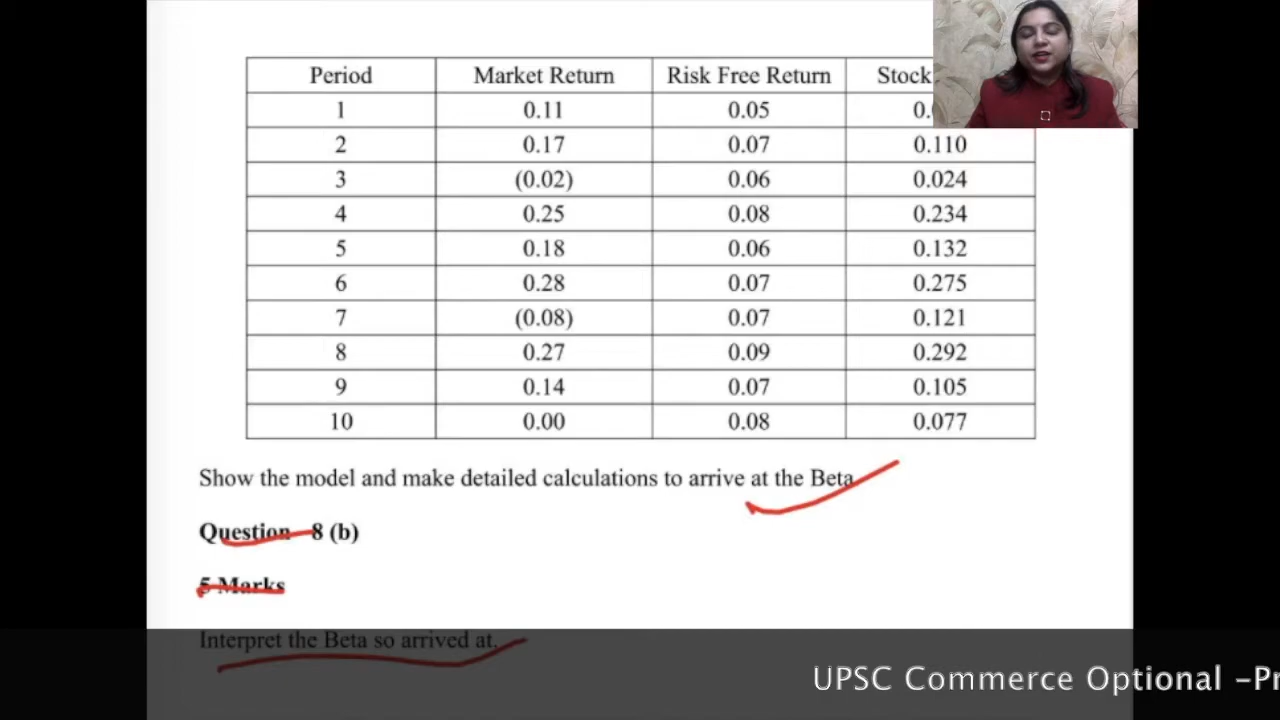 Period Market Return Risk Free Return Stock
1 0.11 0.05 0.
2 0.17 0.07 0.110
3 (0.02) 0.06 0.024
4 0.25 0.08 0.234
5 0.18 0.06 0.132
6 0.28 0.07 0.275
7 (0.08) 0.07 0.121
8 0.27 0.09 0.292
9 0.14 0.07 0.105
10 0.00 0.08 0.077
Show the model and make detailed calculations to arrive at the Beta
Question 8 (b)
5 Marks
Interpret the Beta so arrived at.
UPSC Commerce Optional -Pr